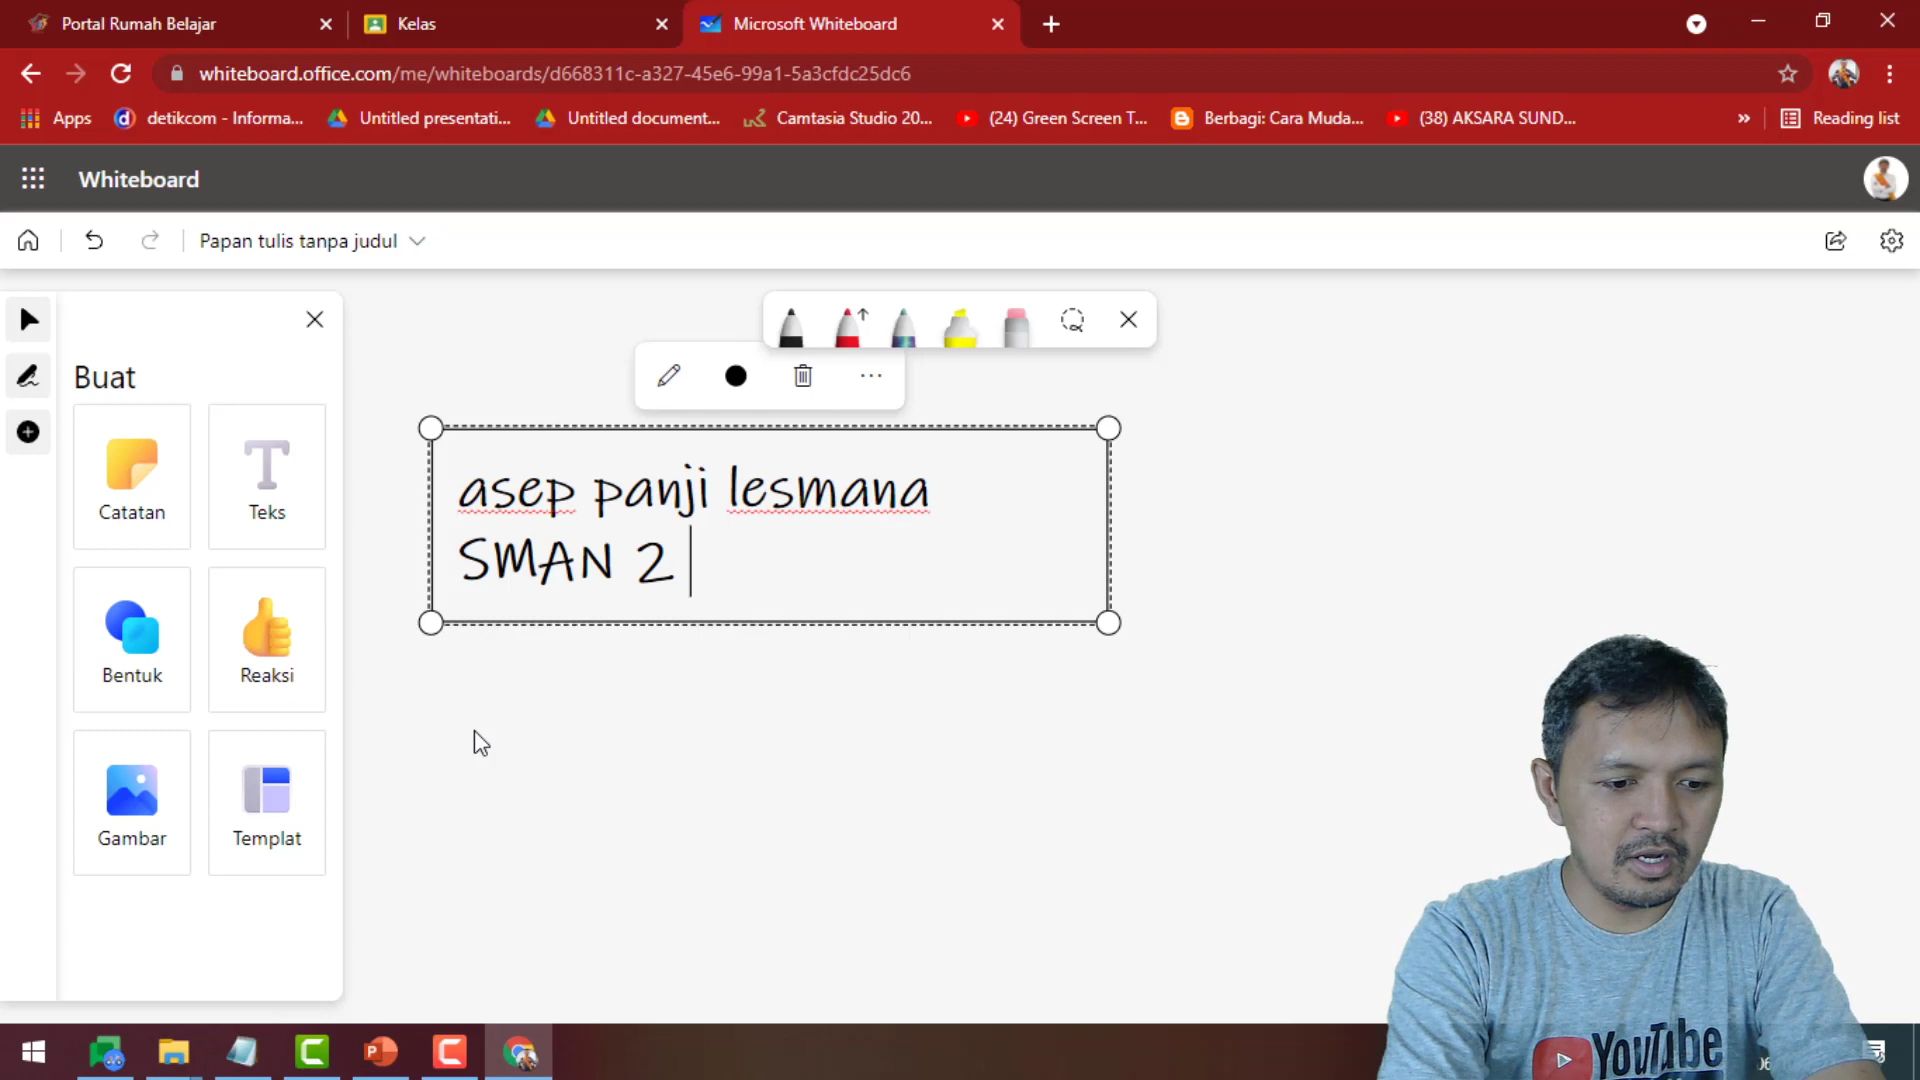 Portal Rumah Belajar
Kelas
Microsoft Whiteboard
whiteboard.office.com/me/whiteboards/d668311c-a327-45e6-99a1-5a3cfdc25dc6
Apps
detikcom - Informa...
Untitled presentati...
Untitled document...
Camtasia Studio 20...
(24) Green Screen T...
Berbagi: Cara Muda...
(38) AKSARA SUND...
Reading list
Whiteboard
Papan tulis tanpa judul
Buat
Catatan
Teks
Bentuk
Reaksi
Gambar
Templat
asep panji lesmana
SMAN 2
YouTube